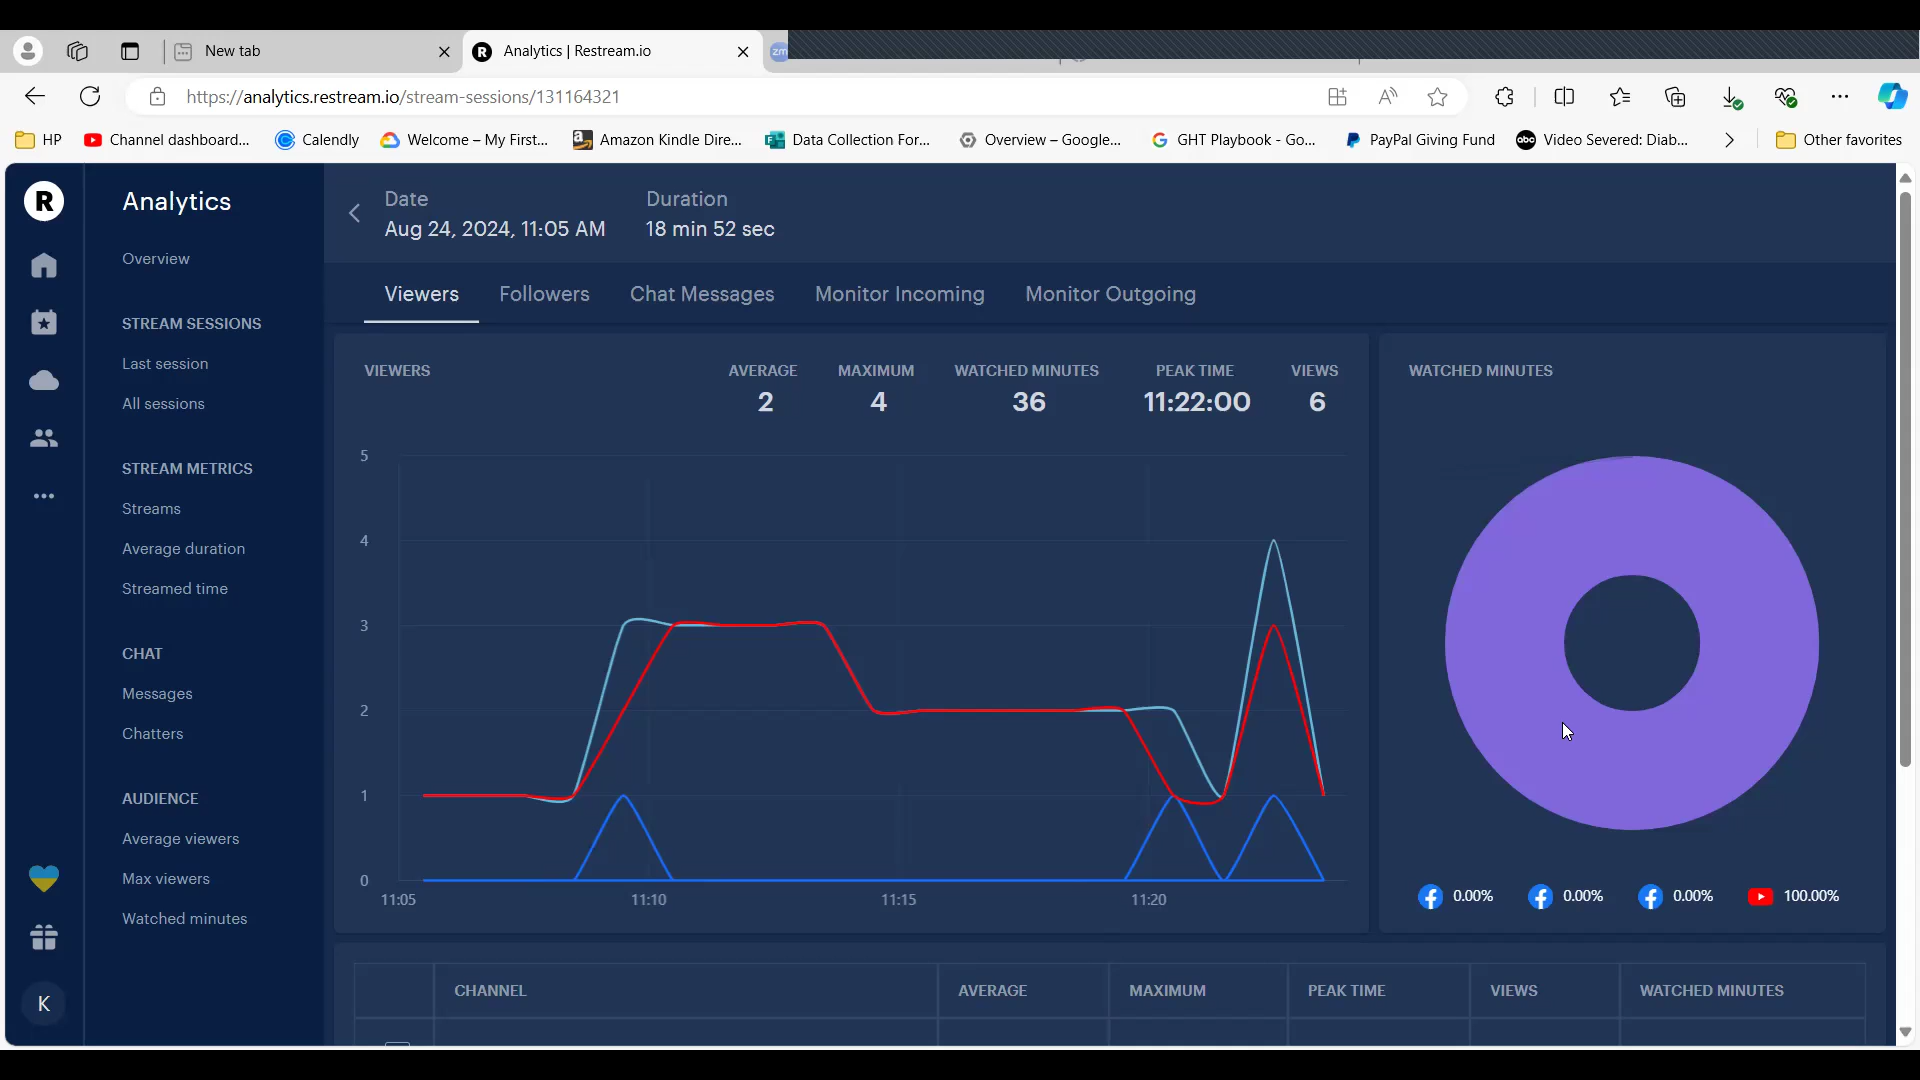 New tab
Analytics | Restream.io
zm
https://analytics.restream.io/stream-sessions/131164321
HP
Channel dashboard...
Calendly
Welcome – My First...
Amazon Kindle Dire...
Data Collection For...
Overview – Google...
GHT Playbook - Go...
PayPal Giving Fund
abc
Video Severed: Diab...
Other favorites
R
Analytics
Overview
STREAM SESSIONS
Last session
All sessions
STREAM METRICS
Streams
Average duration
Streamed time
CHAT
Messages
Chatters
AUDIENCE
Average viewers
Max viewers
Watched minutes
K
Date
Aug 24, 2024, 11:05 AM
Duration
18 min 52 sec
Viewers
Followers
Chat Messages
Monitor Incoming
Monitor Outgoing
VIEWERS
AVERAGE
2
MAXIMUM
4
WATCHED MINUTES
36
PEAK TIME
11:22:00
VIEWS
6
5
4
3
2
1
0
11:05
11:10
11:15
11:20
WATCHED MINUTES
0.00%
0.00%
0.00%
100.00%
CHANNEL
AVERAGE
MAXIMUM
PEAK TIME
VIEWS
WATCHED MINUTES